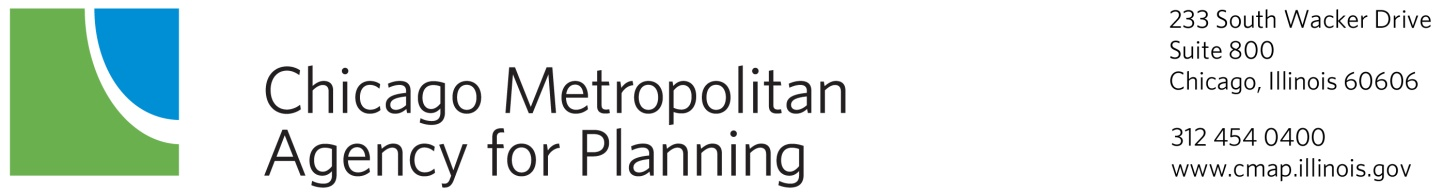 Chicago Metropolitan
Agency for Planning
233 South Wacker Drive
Suite 800
Chicago, Illinois 60606
312 454 0400
www.cmap.illinois.gov